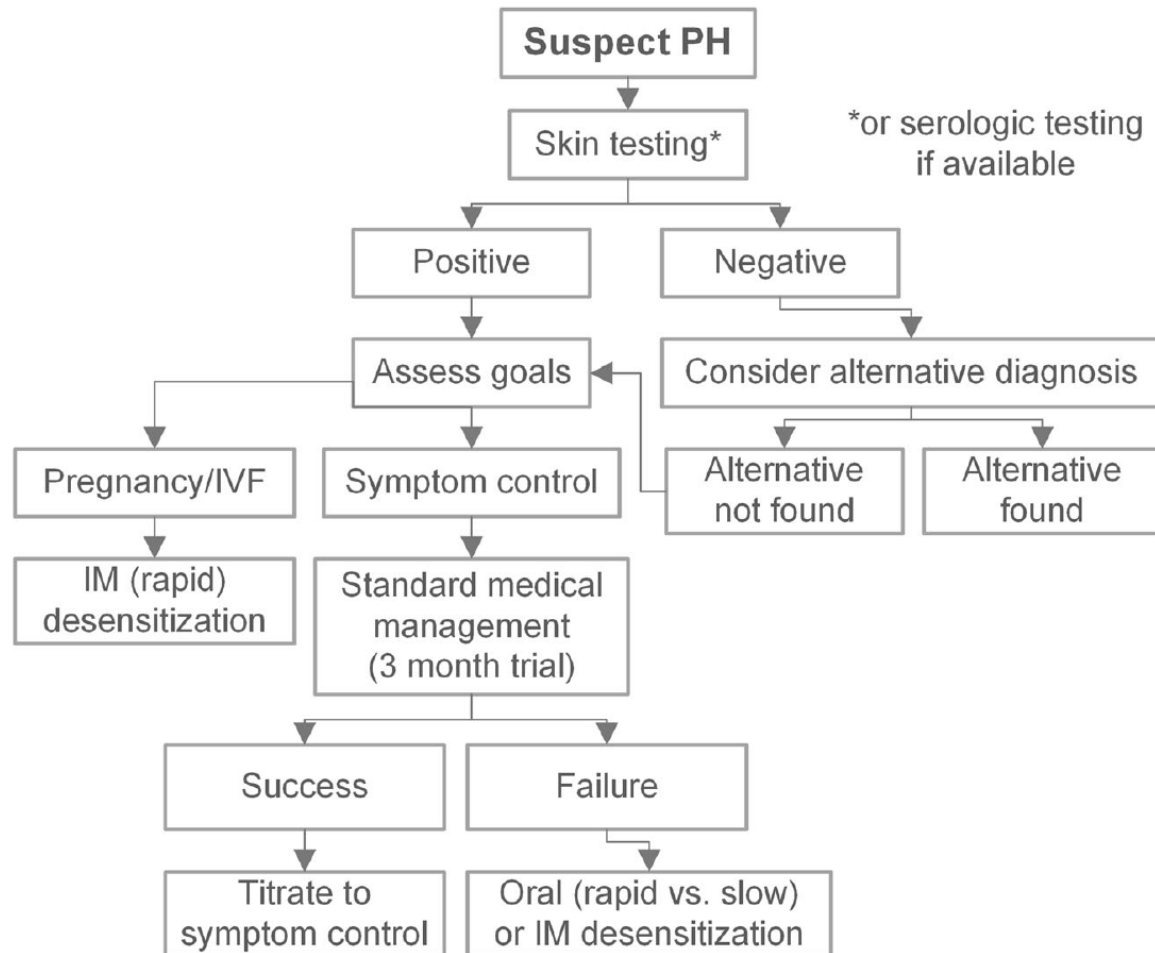 Suspect PH
Skin testing*
*or serologic testing
if available
Positive
Negative
Assess goals
Consider alternative diagnosis
Pregnancy/IVF
Symptom control
Alternative
not found
Alternative
found
IM (rapid)
desensitization
Standard medical
management
(3 month trial)
Success
Failure
Titrate to
symptom control
Oral (rapid vs. slow)
or IM desensitization